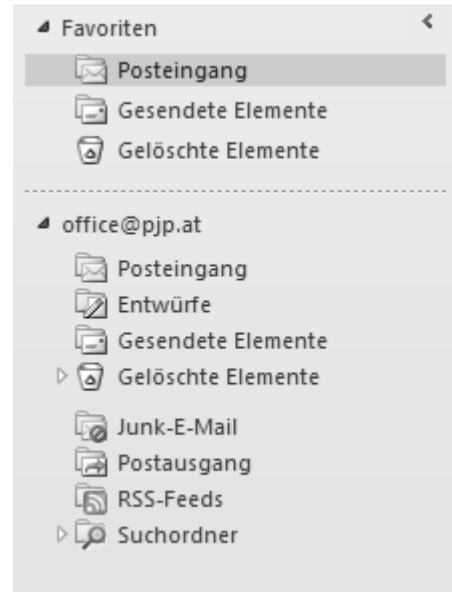 Favoriten
Posteingang
Gesendete Elemente
Gelöschte Elemente
office@pjp.at
Posteingang
Entwürfe
Gesendete Elemente
Gelöschte Elemente
Junk-E-Mail
Postausgang
RSS-Feeds
Suchordner